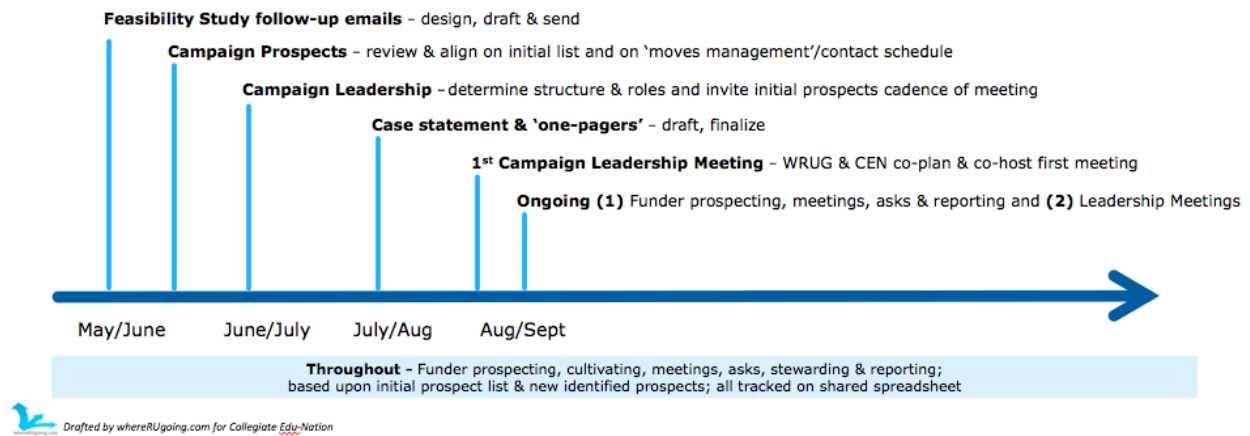 Feasibility Study follow-up emails – design, draft & send
Campaign Prospects – review & align on initial list and on ‘moves management’/contact schedule
Campaign Leadership –determine structure & roles and invite initial prospects cadence of meeting
Case statement & ‘one-pagers’ – draft, finalize
1st Campaign Leadership Meeting – WRUG & CEN co-plan & co-host first meeting
Ongoing (1) Funder prospecting, meetings, asks & reporting and (2) Leadership Meetings
May/June June/July July/Aug Aug/Sept
Throughout – Funder prospecting, cultivating, meetings, asks, stewarding & reporting;
based upon initial prospect list & new identified prospects; all tracked on shared spreadsheet
whereRUgoing.com
Drafted by whereRUgoing.com for Collegiate Edu-Nation